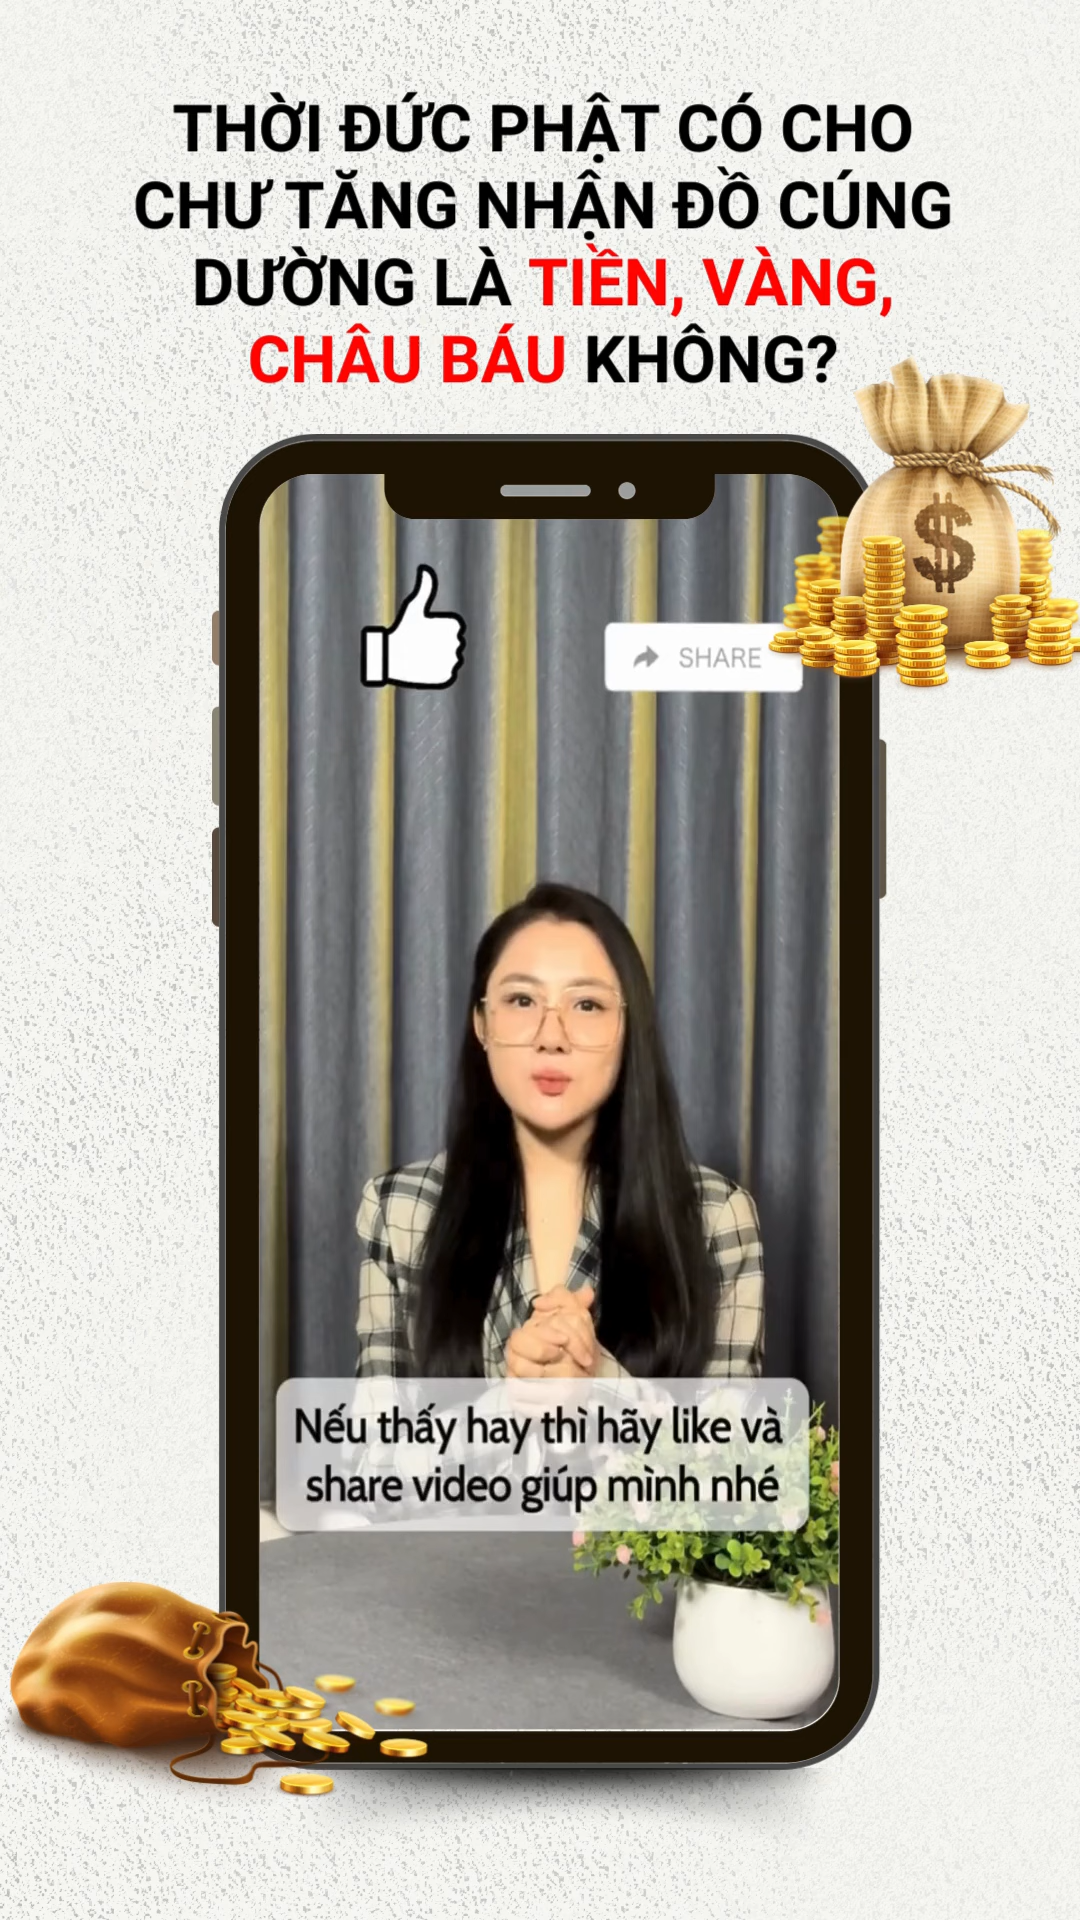 THỜI ĐỨC PHẬT CÓ CHO
CHƯ TĂNG NHẬN ĐỒ CÚNG
DƯỜNG LÀ TIỀN, VÀNG,
CHÂU BÁU KHÔNG?
$
SHARE
Nếu thấy hay thì hãy like và
share video giúp mình nhé